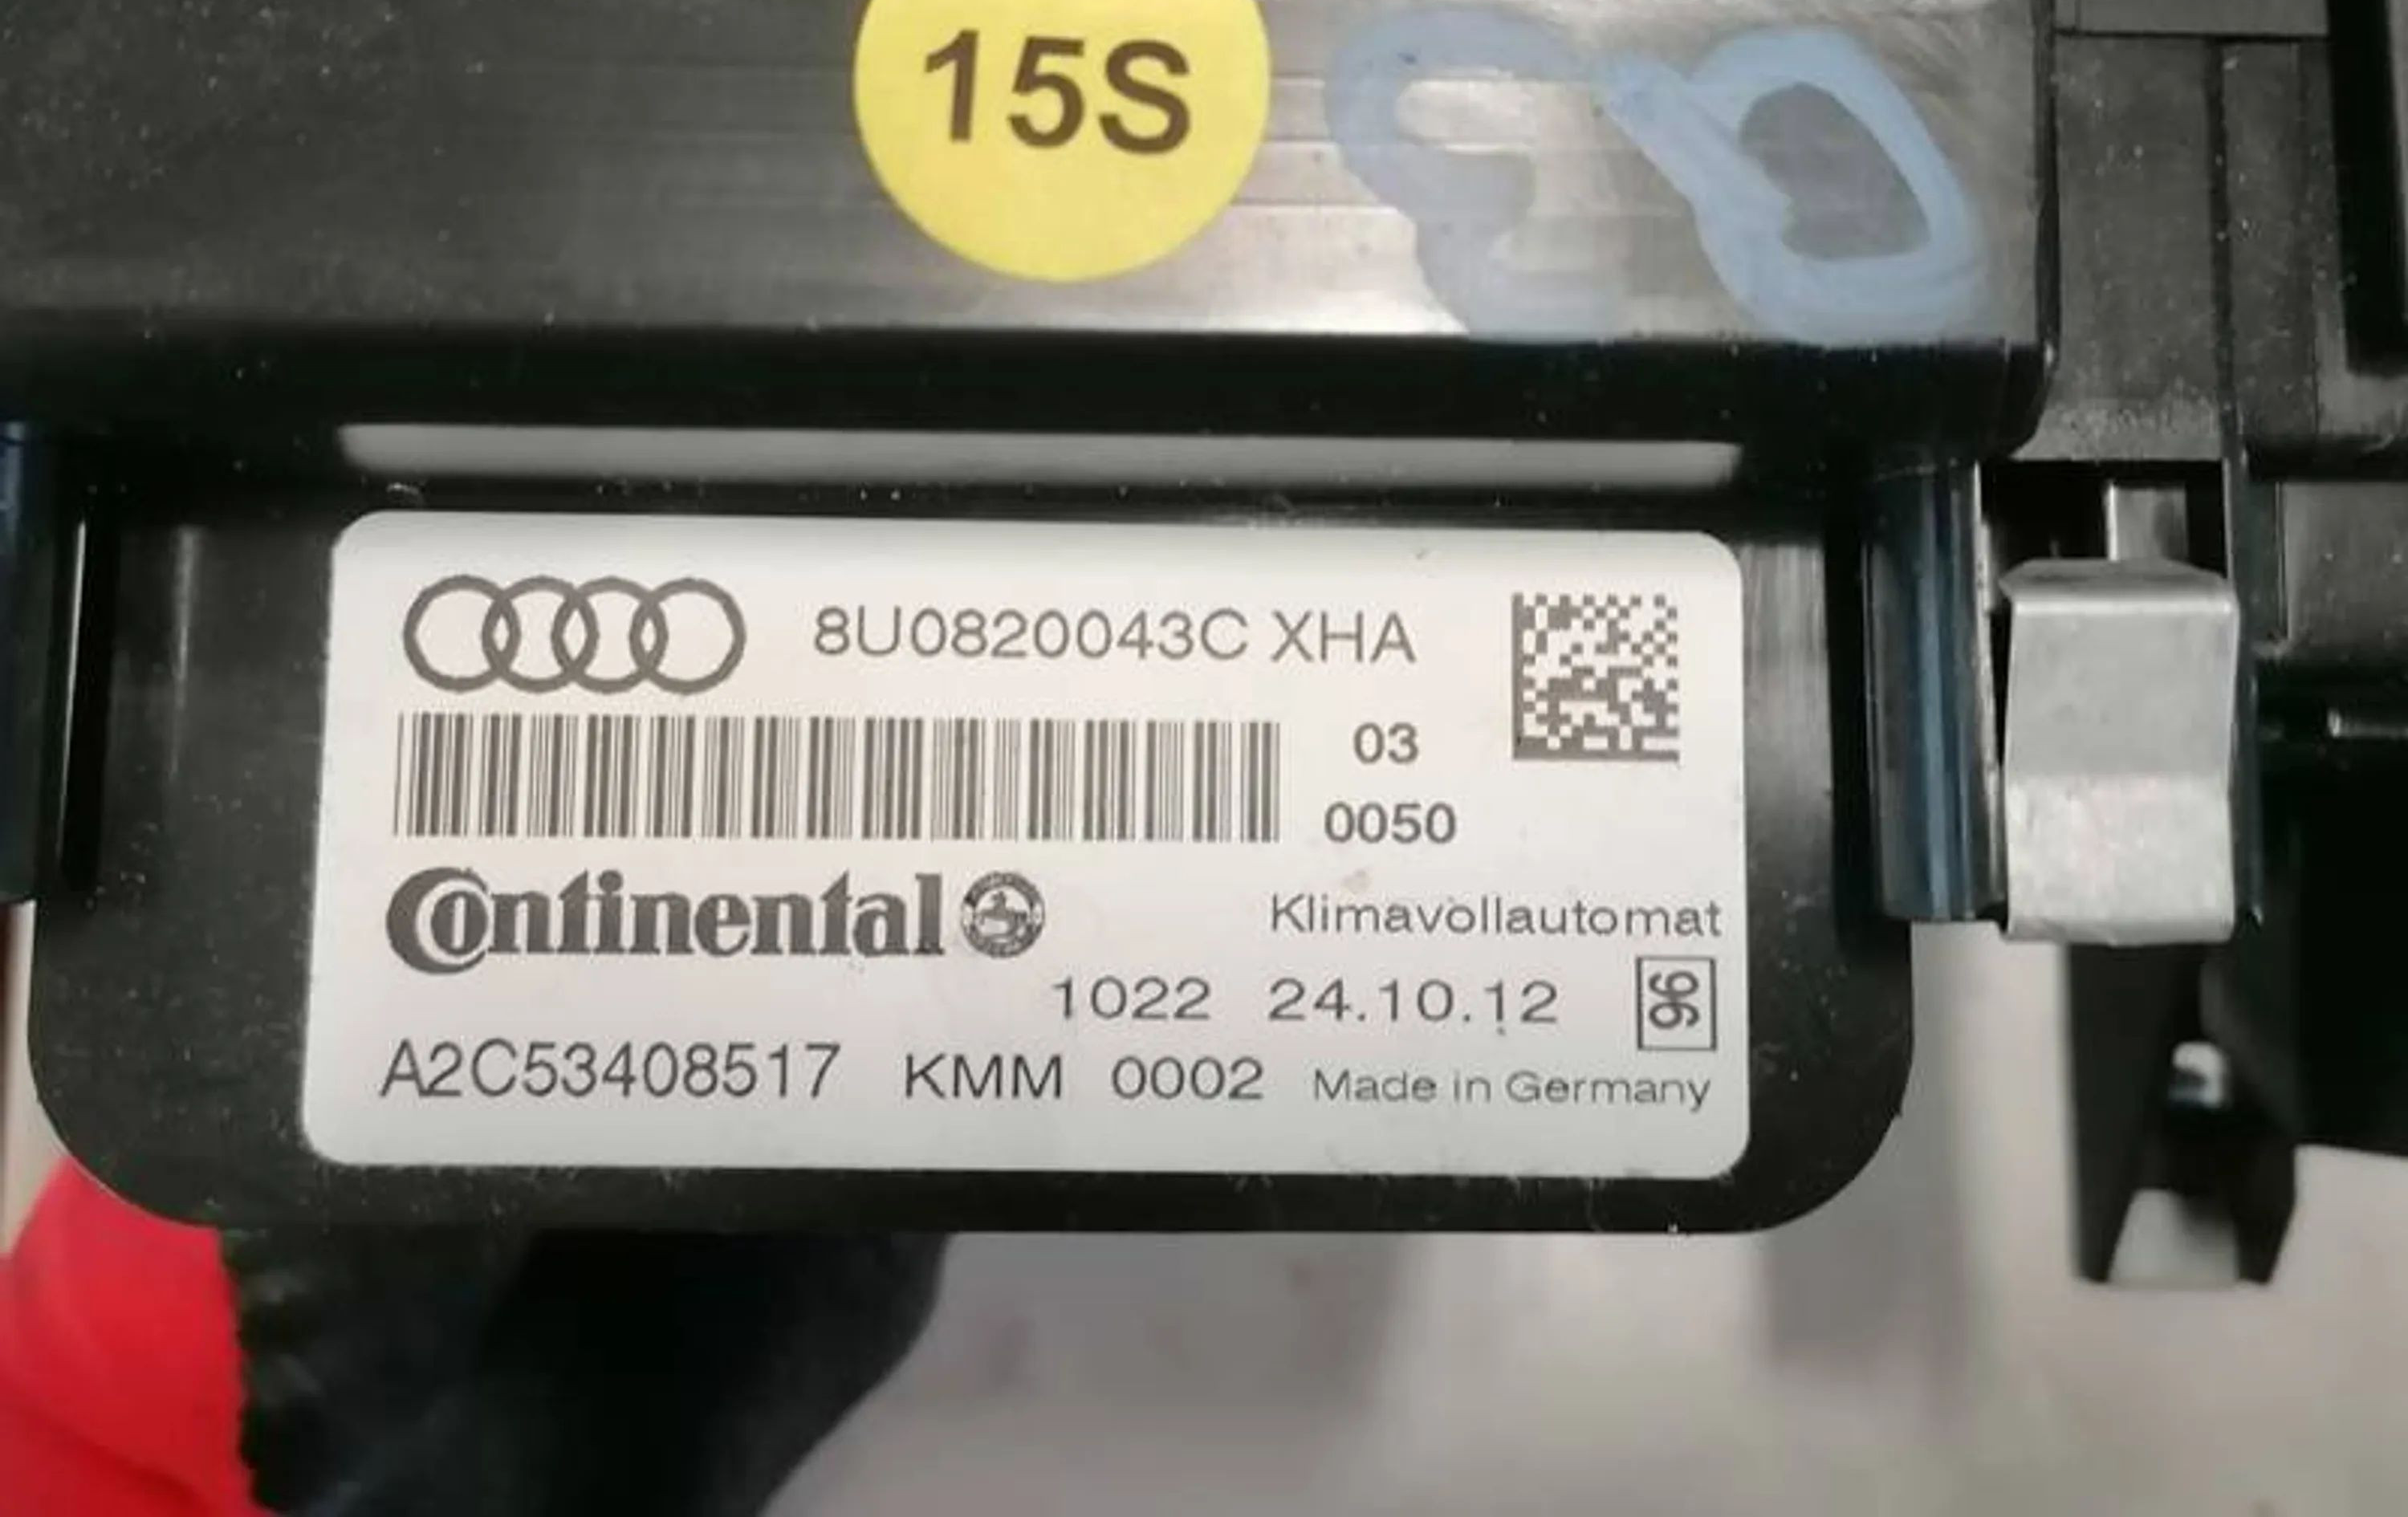 15S
8U0820043C XHA
03
0050
Continental
Klimavollautomat
1022 24.10.12 96
A2C53408517 KMM 0002 Made in Germany